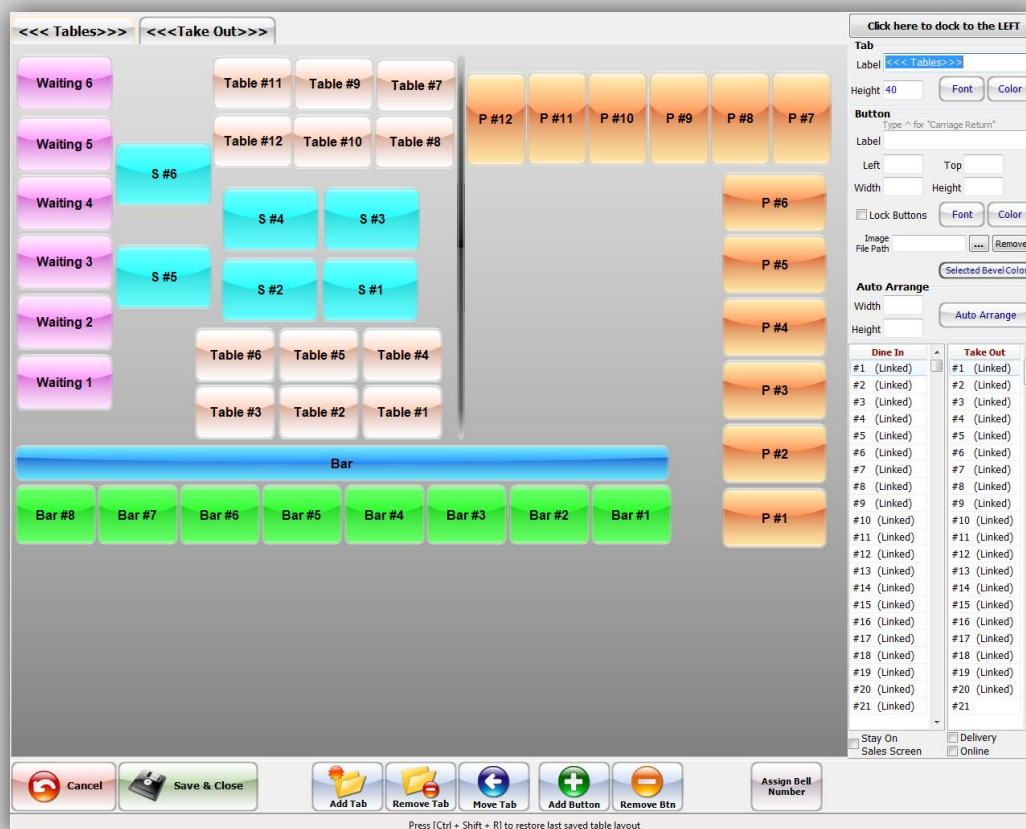 <<< Tables>>>
<<<Take Out>>>
Waiting 6
Waiting 5
Waiting 4
Waiting 3
Waiting 2
Waiting 1
S #6
S #5
Table #11
Table #9
Table #7
Table #12
Table #10
Table #8
S #4
S #3
S #2
S #1
Table #6
Table #5
Table #4
Table #3
Table #2
Table #1
P #12
P #11
P #10
P #9
P #8
P #7
P #6
P #5
P #4
P #3
P #2
P #1
Bar
Bar #8
Bar #7
Bar #6
Bar #5
Bar #4
Bar #3
Bar #2
Bar #1
Click here to dock to the LEFT
Tab
Label <<< Tables>>>
Height 40
Font
Color
Button
Type ^ for "Carriage Return"
Label
Left
Top
Width
Height
Lock Buttons
Font
Color
Image
File Path
...
Remove
Selected Bevel Color
Auto Arrange
Width
Height
Auto Arrange
Dine In
#1 (Linked)
#2 (Linked)
#3 (Linked)
#4 (Linked)
#5 (Linked)
#6 (Linked)
#7 (Linked)
#8 (Linked)
#9 (Linked)
#10 (Linked)
#11 (Linked)
#12 (Linked)
#13 (Linked)
#14 (Linked)
#15 (Linked)
#16 (Linked)
#17 (Linked)
#18 (Linked)
#19 (Linked)
#20 (Linked)
#21 (Linked)
Take Out
#1 (Linked)
#2 (Linked)
#3 (Linked)
#4 (Linked)
#5 (Linked)
#6 (Linked)
#7 (Linked)
#8 (Linked)
#9 (Linked)
#10 (Linked)
#11 (Linked)
#12 (Linked)
#13 (Linked)
#14 (Linked)
#15 (Linked)
#16 (Linked)
#17 (Linked)
#18 (Linked)
#19 (Linked)
#20 (Linked)
#21
Stay On
Sales Screen
Delivery
Online
Cancel
Save & Close
Add Tab
Remove Tab
Move Tab
Add Button
Remove Btn
Assign Bell
Number
Press [Ctrl + Shift + R] to restore last saved table layout